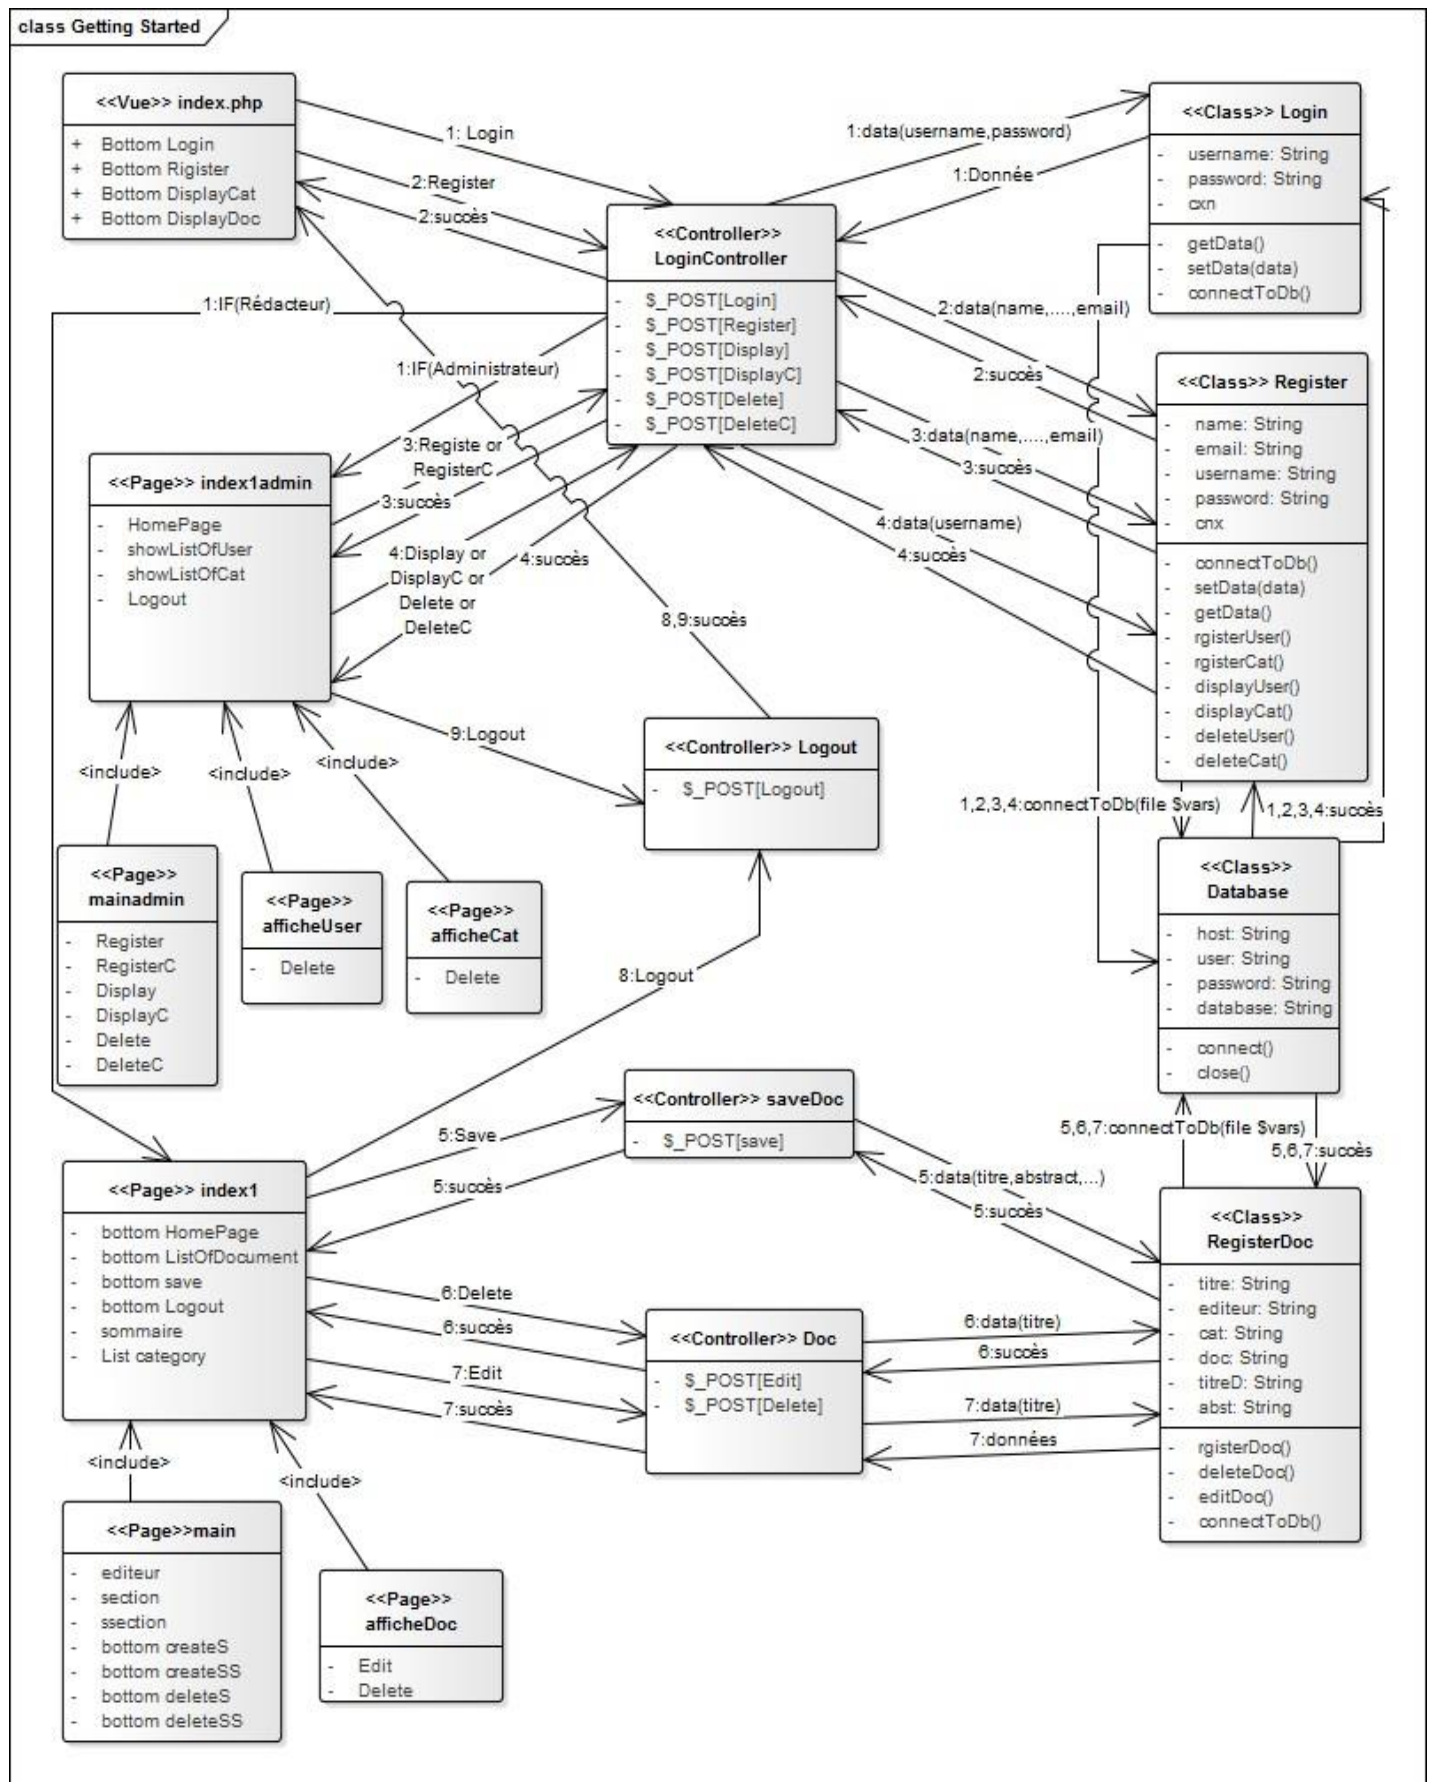 class Getting Started
<<Vue>> index.php
+ Bottom Login
+ Bottom Rigister
+ Bottom DisplayCat
+ Bottom DisplayDoc
1: Login
2:Register
2:succès
1:data(username,password)
1:Donnée
<<Class>> Login
- username: String
- password: String
- cxn
- getData()
- setData(data)
- connectToDb()
<<Controller>>
LoginController
- $_POST[Login]
- $_POST[Register]
- $_POST[Display]
- $_POST[DisplayC]
- $_POST[Delete]
- $_POST[DeleteC]
1:IF(Rédacteur)
1:IF(Administrateur)
2:data(name,....,email)
2:succès
3:data(name,....,email)
3:succès
4:data(username)
4:succès
<<Class>> Register
- name: String
- email: String
- username: String
- password: String
- cnx
- connectToDb()
- setData(data)
- getData()
- rgisterUser()
- rgisterCat()
- displayUser()
- displayCat()
- deleteUser()
- deleteCat()
3:Registe or
RegisterC
3:succès
4:Display or
DisplayC or
Delete or
DeleteC
4:succès
<<Page>> index1admin
- HomePage
- showListOfUser
- showListOfCat
- Logout
8,9:succès
9:Logout
<<Controller>> Logout
- $_POST[Logout]
<include>
<include>
<include>
1,2,3,4:connectToDb(file $vars)
1,2,3,4:succès
<<Page>>
mainadmin
- Register
- RegisterC
- Display
- DisplayC
- Delete
- DeleteC
<<Page>>
afficheUser
- Delete
<<Page>>
afficheCat
- Delete
<<Class>>
Database
- host: String
- user: String
- password: String
- database: String
- connect()
- close()
8:Logout
<<Controller>> saveDoc
- $_POST[save]
5:Save
5:succès
5:data(titre,abstract,...)
5:succès
5,6,7:connectToDb(file $vars)
5,6,7:succès
<<Page>> index1
- bottom HomePage
- bottom ListOfDocument
- bottom save
- bottom Logout
- sommaire
- List category
6:Delete
6:succès
7:Edit
7:succès
<<Controller>> Doc
- $_POST[Edit]
- $_POST[Delete]
6:data(titre)
6:succès
7:data(titre)
7:données
<<Class>>
RegisterDoc
- titre: String
- editeur: String
- cat: String
- doc: String
- titreD: String
- abst: String
- rgisterDoc()
- deleteDoc()
- editDoc()
- connectToDb()
<include>
<include>
<<Page>>main
- editeur
- section
- ssection
- bottom createS
- bottom createSS
- bottom deleteS
- bottom deleteSS
<<Page>>
afficheDoc
- Edit
- Delete